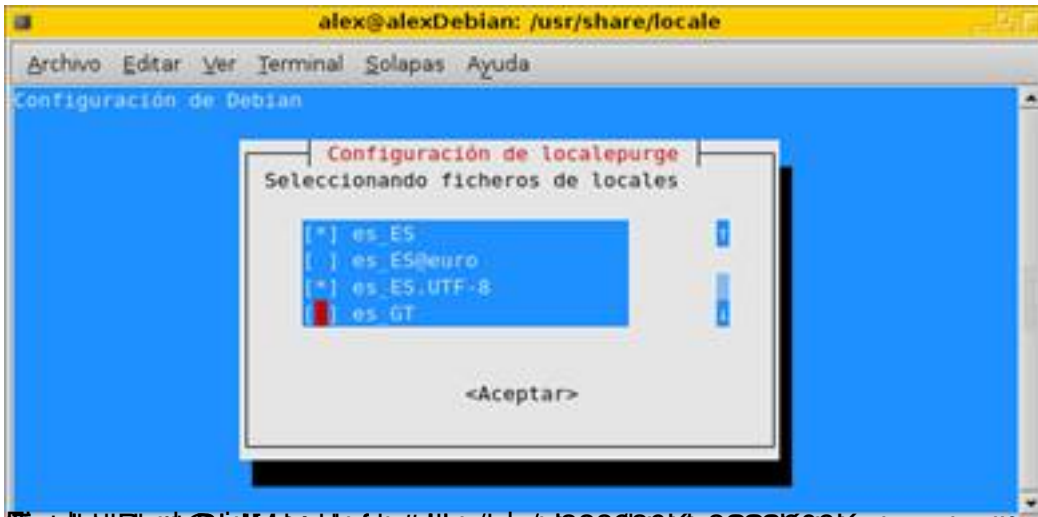 alex@alexDebian: /usr/share/locale
Archivo Editar Ver Terminal Solapas Ayuda
Configuración de Debian
Configuración de localepurge
Seleccionando ficheros de locales
[*] es_ES
[ ] es_ES@euro
[*] es_ES.UTF-8
[ ] es_GT
<Aceptar>